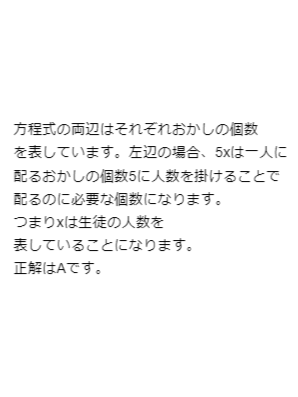 方程式の両辺はそれぞれおかしの個数
を表しています。左辺の場合、5xは一人に
配るおかしの個数5に人数を掛けることで
配るのに必要な個数になります。
つまりxは生徒の人数を
表していることになります。
正解はAです。